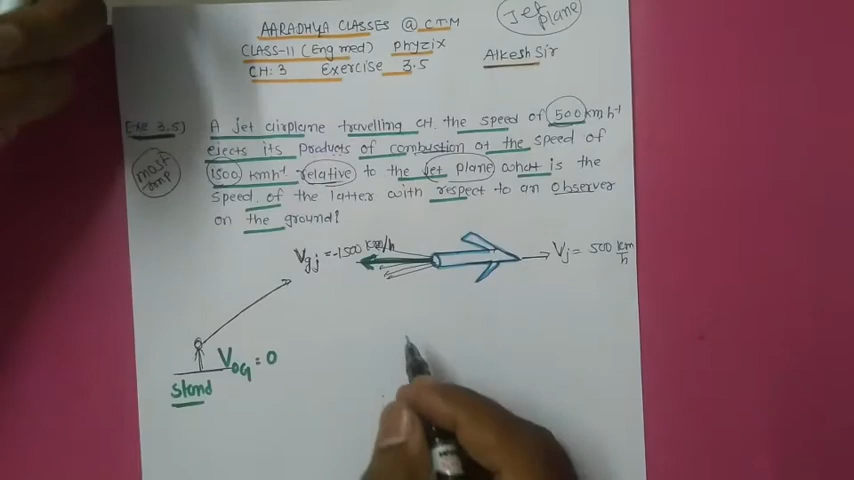 Jet plane
AARADHYA CLASSES @ CTM
CLASS-11 (Eng med) Phyzix
Alkesh Sir
CH: 3 Exercise 3.5
Exe 3.5) A jet airplane travelling at the speed of 500 km h⁻¹
ejects its products of combustion at the speed of
most imp
1500 kmh⁻¹ relative to the jet plane what is the
speed of the latter with respect to an observer
on the ground?
Vgj = -1500 km/h
Vj = 500 km/h
VOG = 0
stand